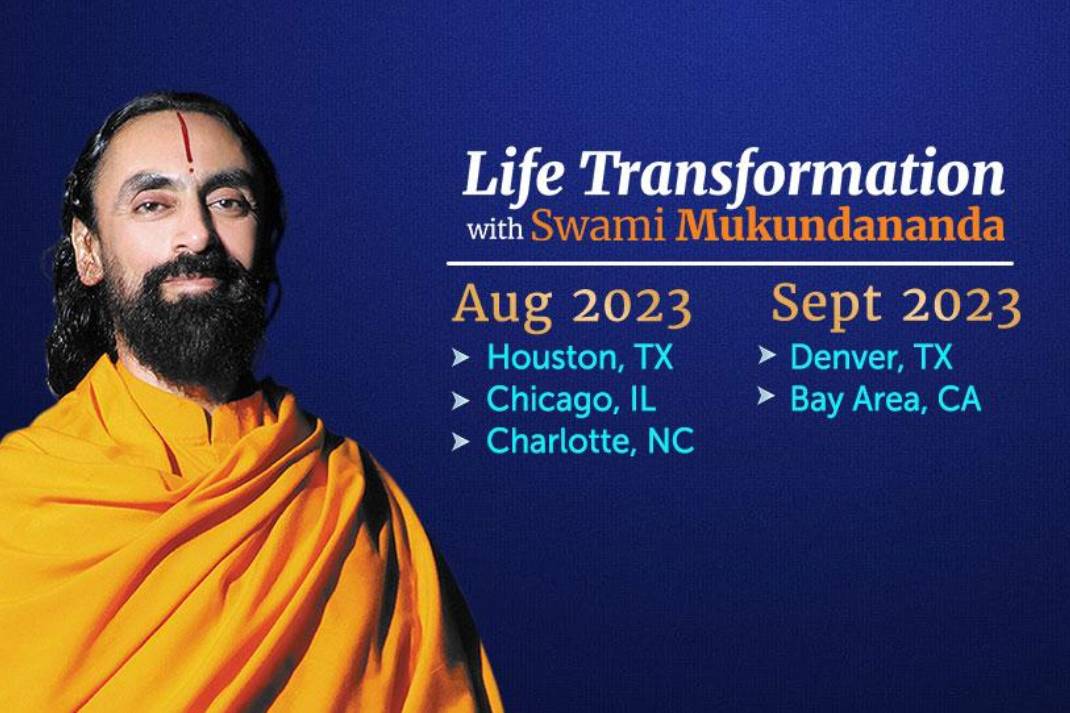 Life Transformation
with Swami Mukundananda
Aug 2023
➤ Houston, TX
➤ Chicago, IL
➤ Charlotte, NC
Sept 2023
➤ Denver, TX
➤ Bay Area, CA